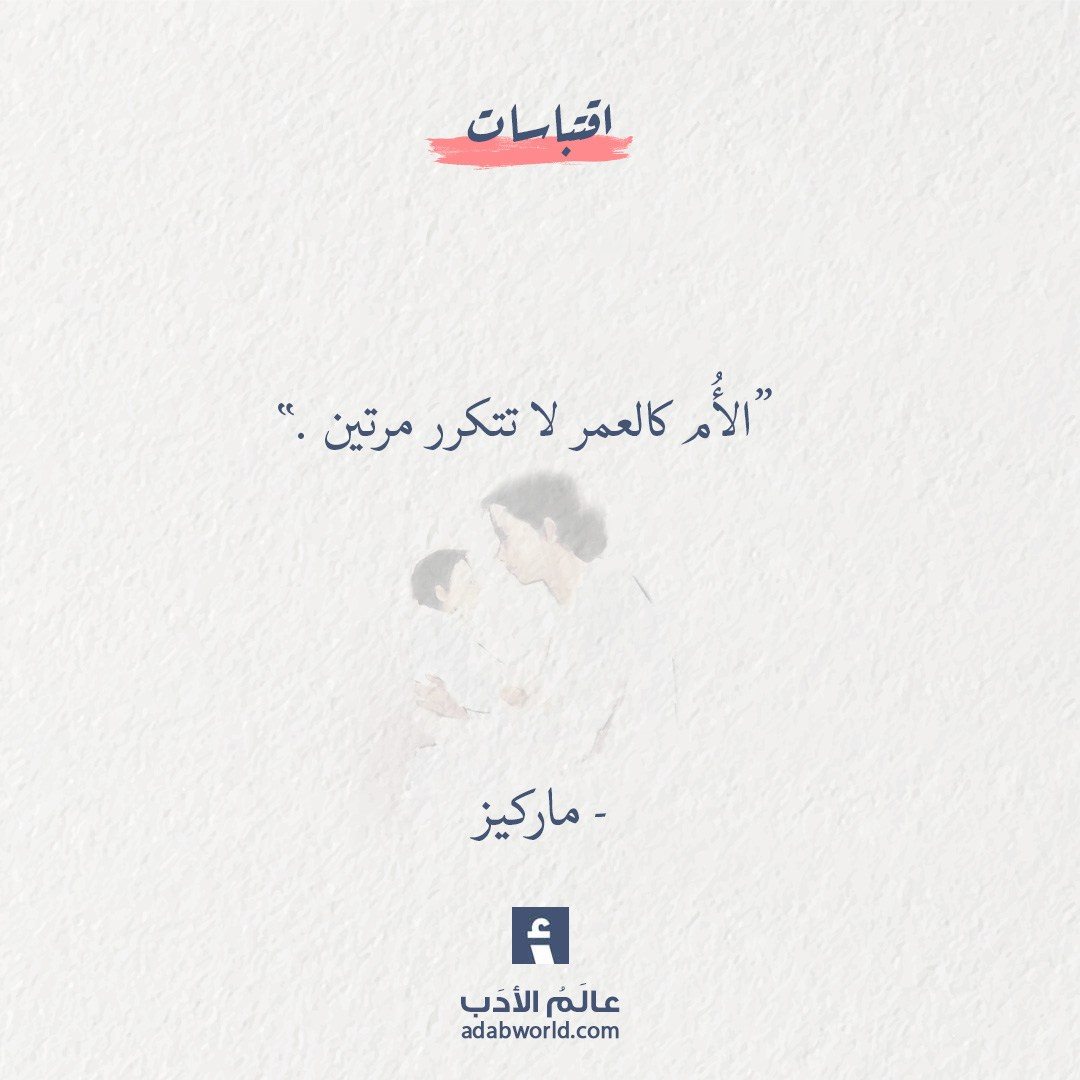 اقتباسات
”الأُم كالعمر لا تتكرر مرتين .“
- ماركيز
أ
عالَمُ الأدَب
adabworld.com